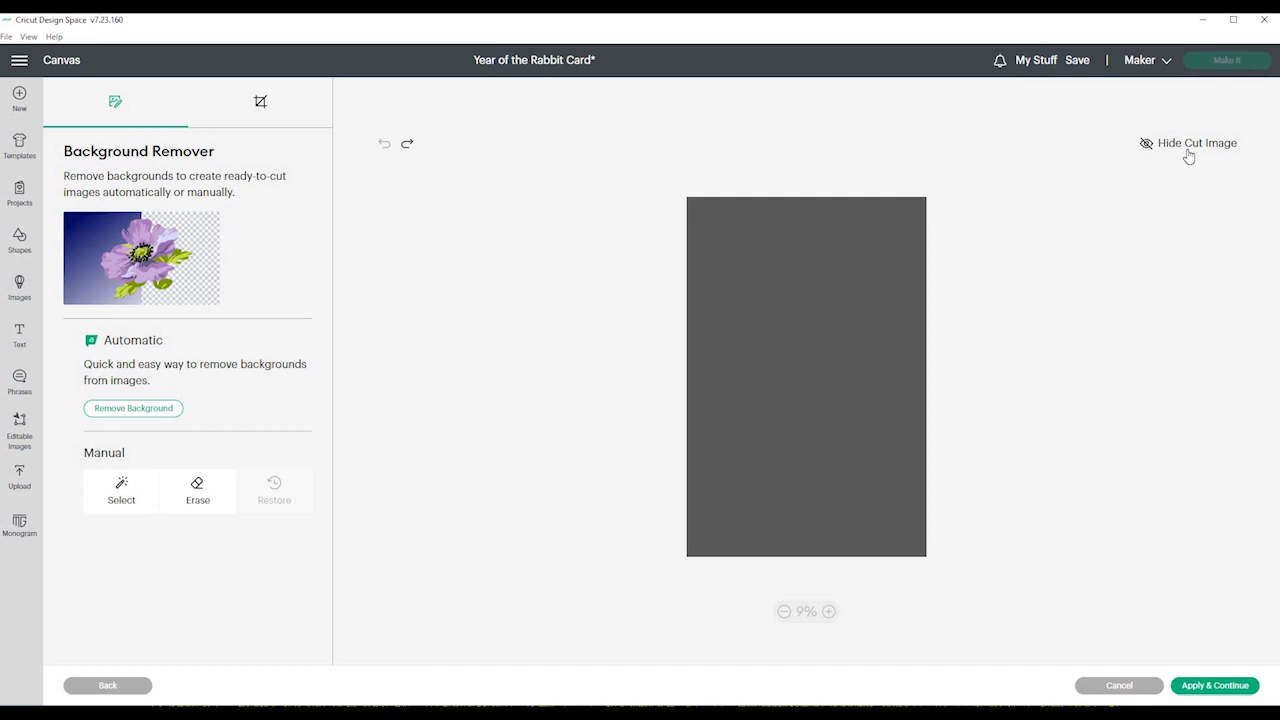 Cricut Design Space v7.23.160
File View Help
Canvas
Year of the Rabbit Card*
My Stuff Save | Maker Make It
New
Templates
Projects
Shapes
Images
Text
Phrases
Editable
Images
Upload
Monogram
Background Remover
Remove backgrounds to create ready-to-cut
images automatically or manually.
a Automatic
Quick and easy way to remove backgrounds
from images.
Remove Background
Manual
Select Erase Restore
Hide Cut Image
9%
Back
Cancel Apply & Continue